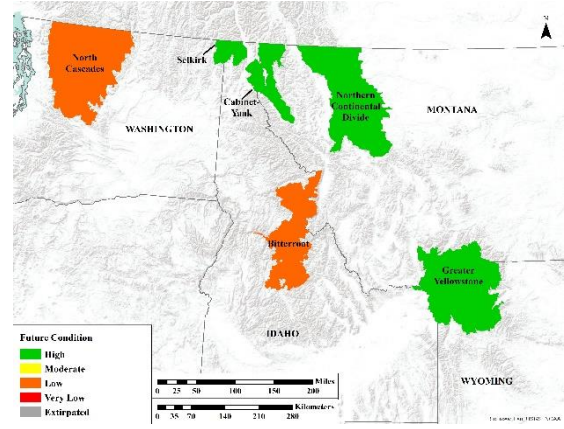 N
North
Cascades
Selkirk
Cabinet-
Yaak
Northern
Continental
Divide
MONTANA
WASHINGTON
Bitterroot
Greater
Yellowstone
IDAHO
WYOMING
Future Condition
High
Moderate
Low
Very Low
Extirpated
Miles
0 25 50 100 150 200
Kilometers
0 35 70 140 210 280